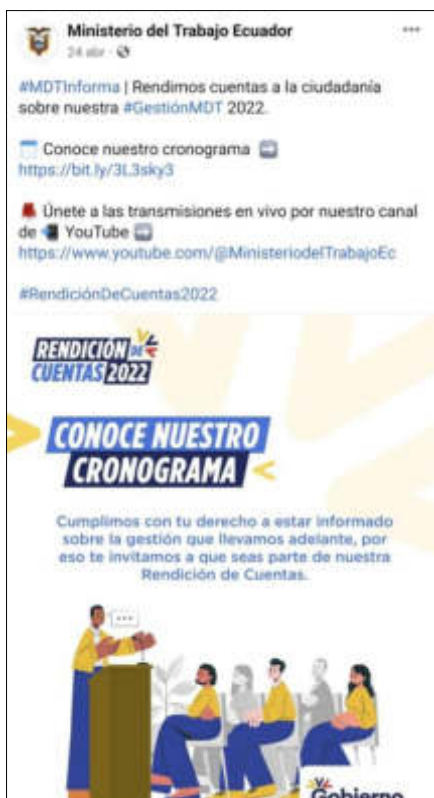 Ministerio del Trabajo Ecuador
24 abr
#MDTInforma | Rendimos cuentas a la ciudadanía
sobre nuestra #GestiónMDT 2022.
Conoce nuestro cronograma
https://bit.ly/3L3sky3
Únete a las transmisiones en vivo por nuestro canal
de YouTube
https://www.youtube.com/@MinisteriodelTrabajoEc
#RendiciónDeCuentas2022
RENDICIÓN DE
CUENTAS 2022
CONOCE NUESTRO
CRONOGRAMA
Cumplimos con tu derecho a estar informado
sobre la gestión que llevamos adelante, por
eso te invitamos a que seas parte de nuestra
Rendición de Cuentas.
Gobierno